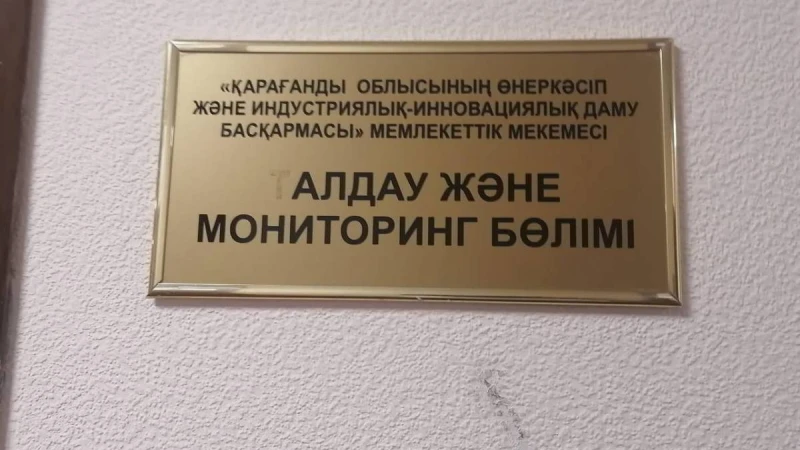 «ҚАРАҒАНДЫ ОБЛЫСЫНЫҢ ӨНЕРКӘСІП
ЖӘНЕ ИНДУСТРИЯЛЫҚ-ИННОВАЦИЯЛЫҚ ДАМУ
БАСҚАРМАСЫ» МЕМЛЕКЕТТІК МЕКЕМЕСІ
ТАЛДАУ ЖӘНЕ
МОНИТОРИНГ БӨЛІМІ